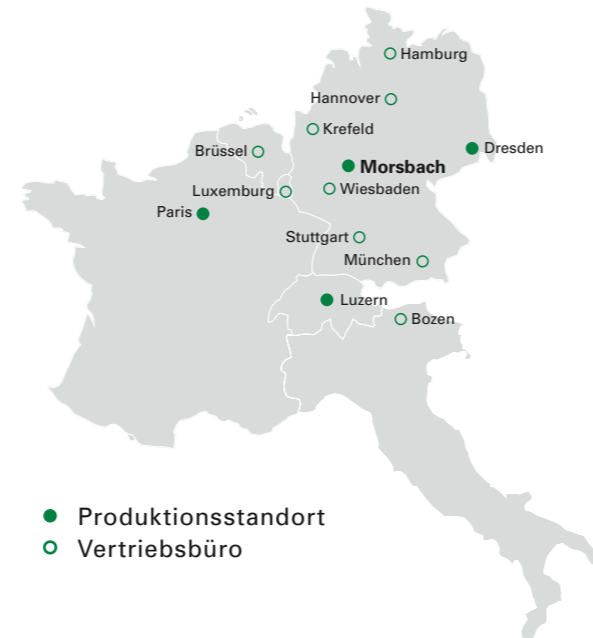 Hamburg
Hannover
Krefeld
Brüssel
Dresden
Morsbach
Luxemburg
Wiesbaden
Paris
Stuttgart
München
Luzern
Bozen
Produktionsstandort
Vertriebsbüro